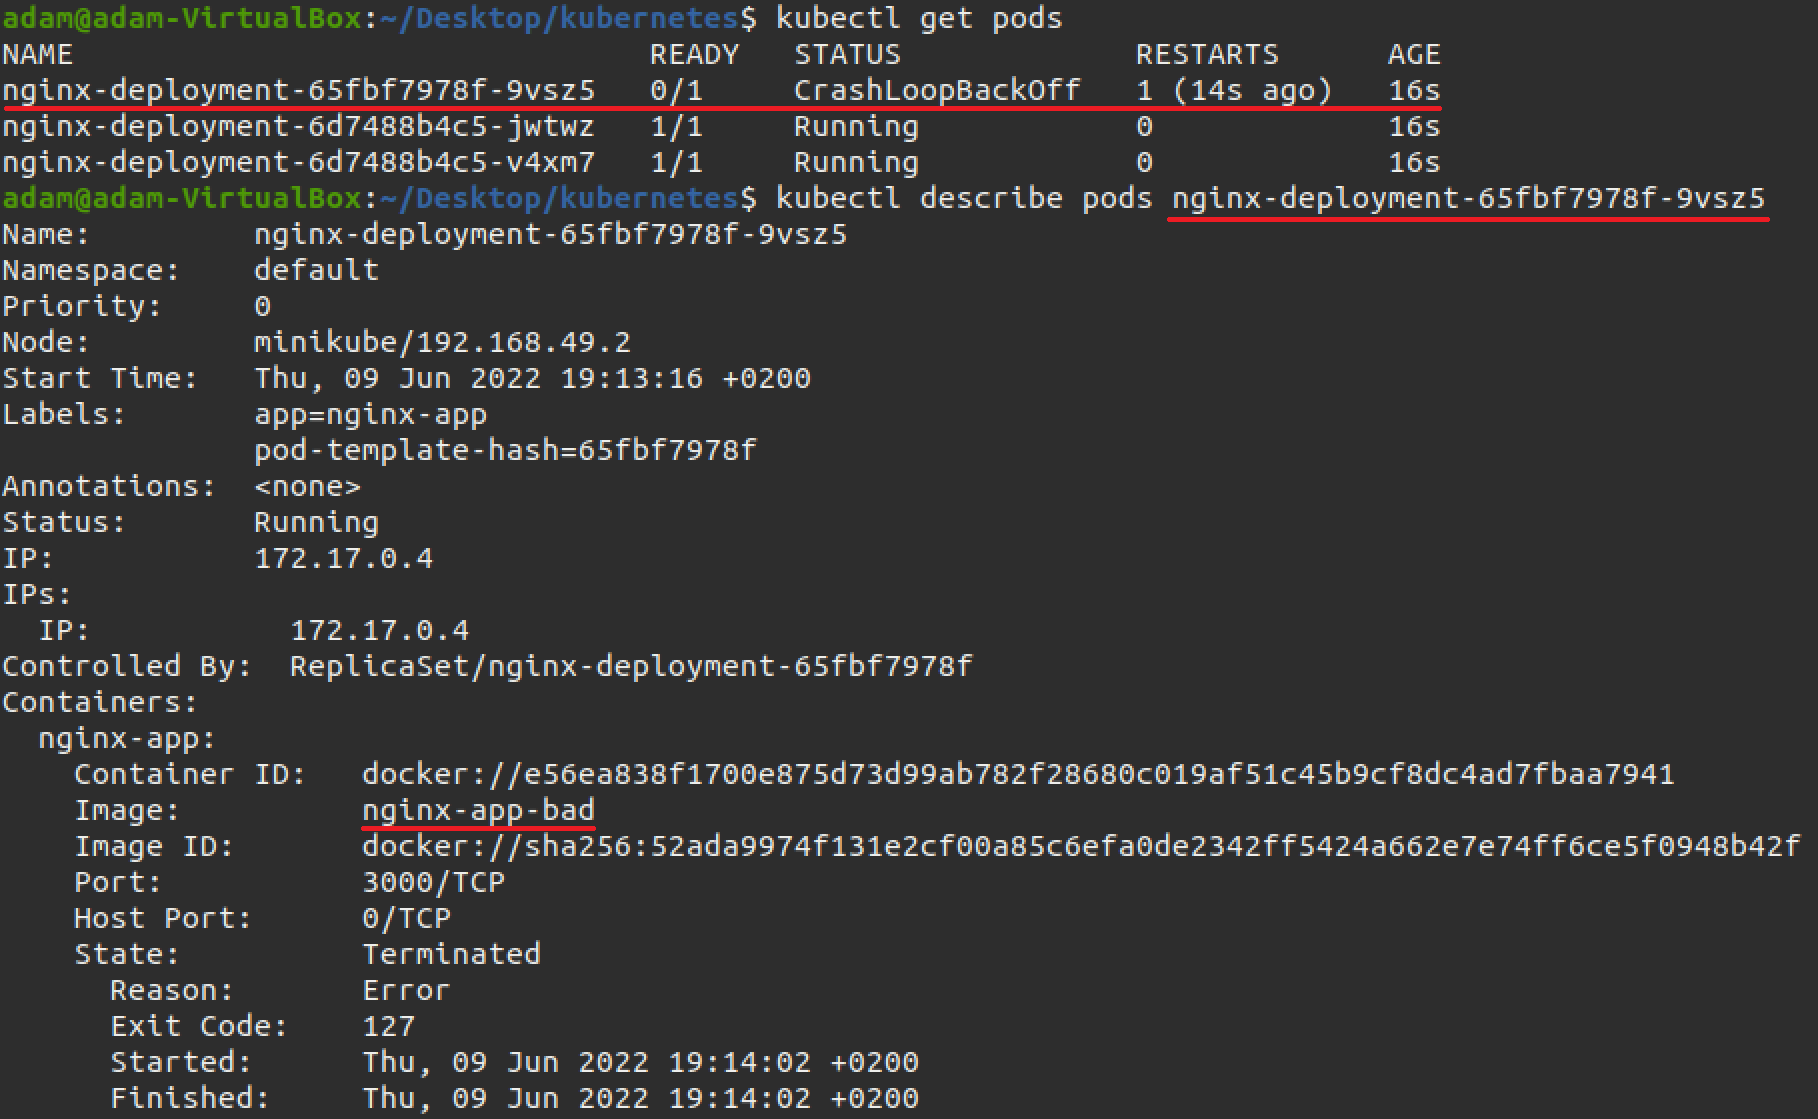 adam@adam-VirtualBox:~/Desktop/kubernetes$ kubectl get pods
NAME                                READY   STATUS             RESTARTS      AGE
nginx-deployment-65fbf7978f-9vsz5   0/1     CrashLoopBackOff   1 (14s ago)   16s
nginx-deployment-6d7488b4c5-jwtwz   1/1     Running            0             16s
nginx-deployment-6d7488b4c5-v4xm7   1/1     Running            0             16s
adam@adam-VirtualBox:~/Desktop/kubernetes$ kubectl describe pods nginx-deployment-65fbf7978f-9vsz5
Name:         nginx-deployment-65fbf7978f-9vsz5
Namespace:    default
Priority:     0
Node:         minikube/192.168.49.2
Start Time:   Thu, 09 Jun 2022 19:13:16 +0200
Labels:       app=nginx-app
              pod-template-hash=65fbf7978f
Annotations:  <none>
Status:       Running
IP:           172.17.0.4
IPs:
  IP:           172.17.0.4
Controlled By:  ReplicaSet/nginx-deployment-65fbf7978f
Containers:
  nginx-app:
    Container ID:   docker://e56ea838f1700e875d73d99ab782f28680c019af51c45b9cf8dc4ad7fbaa7941
    Image:          nginx-app-bad
    Image ID:       docker://sha256:52ada9974f131e2cf00a85c6efa0de2342ff5424a662e7e74ff6ce5f0948b42f
    Port:           3000/TCP
    Host Port:      0/TCP
    State:          Terminated
      Reason:       Error
      Exit Code:    127
      Started:      Thu, 09 Jun 2022 19:14:02 +0200
      Finished:     Thu, 09 Jun 2022 19:14:02 +0200